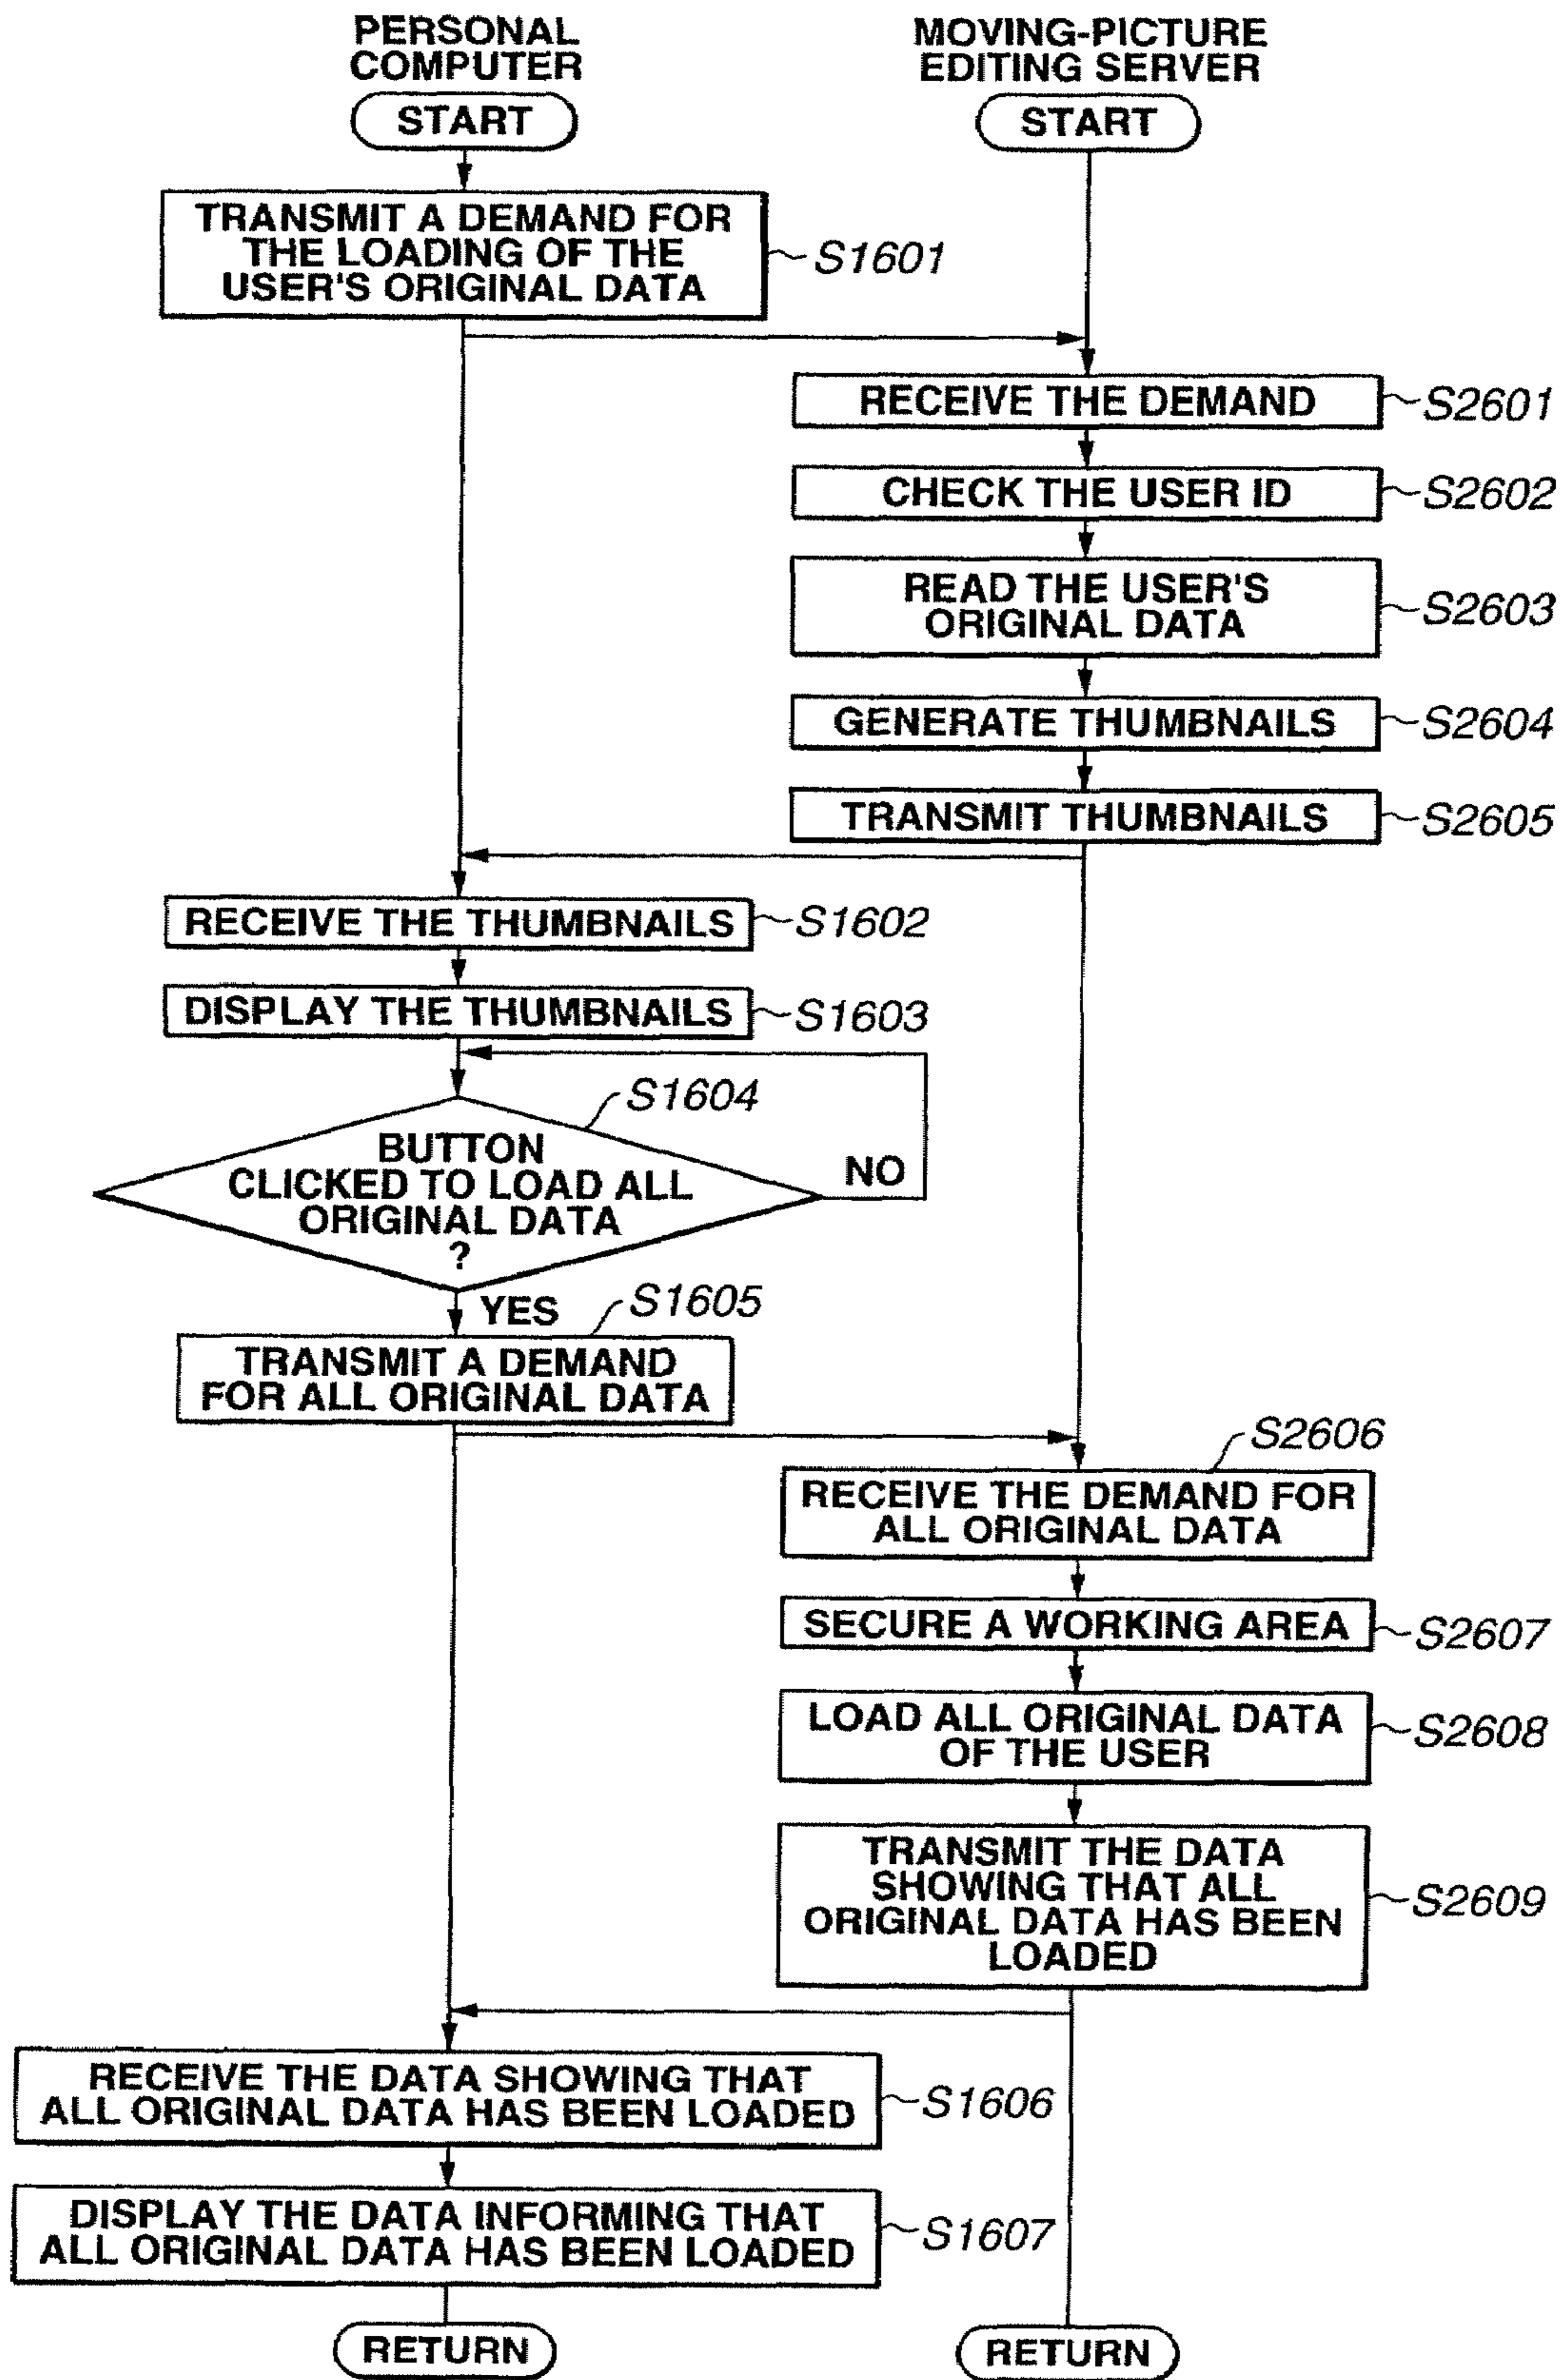 PERSONAL
COMPUTER
MOVING-PICTURE
EDITING SERVER
START
START
TRANSMIT A DEMAND FOR
THE LOADING OF THE
USER'S ORIGINAL DATA
S1601
RECEIVE THE DEMAND
S2601
CHECK THE USER ID
S2602
READ THE USER'S
ORIGINAL DATA
S2603
GENERATE THUMBNAILS
S2604
TRANSMIT THUMBNAILS
S2605
RECEIVE THE THUMBNAILS
S1602
DISPLAY THE THUMBNAILS
S1603
S1604
BUTTON
CLICKED TO LOAD ALL
ORIGINAL DATA
?
NO
YES
S1605
TRANSMIT A DEMAND
FOR ALL ORIGINAL DATA
S2606
RECEIVE THE DEMAND FOR
ALL ORIGINAL DATA
SECURE A WORKING AREA
S2607
LOAD ALL ORIGINAL DATA
OF THE USER
S2608
TRANSMIT THE DATA
SHOWING THAT ALL
ORIGINAL DATA HAS BEEN
LOADED
S2609
RECEIVE THE DATA SHOWING THAT
ALL ORIGINAL DATA HAS BEEN LOADED
S1606
DISPLAY THE DATA INFORMING THAT
ALL ORIGINAL DATA HAS BEEN LOADED
S1607
RETURN
RETURN